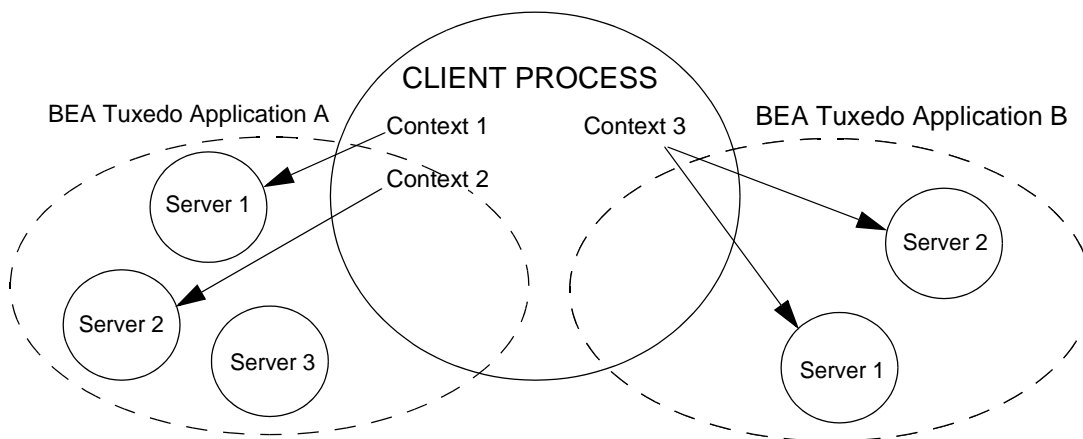 CLIENT PROCESS
BEA Tuedo Application A
BEA Tuxedo Application B
Context 1
Context 3
Context 2
Server 1
Server 2
Server 2
Server 3
Server 1